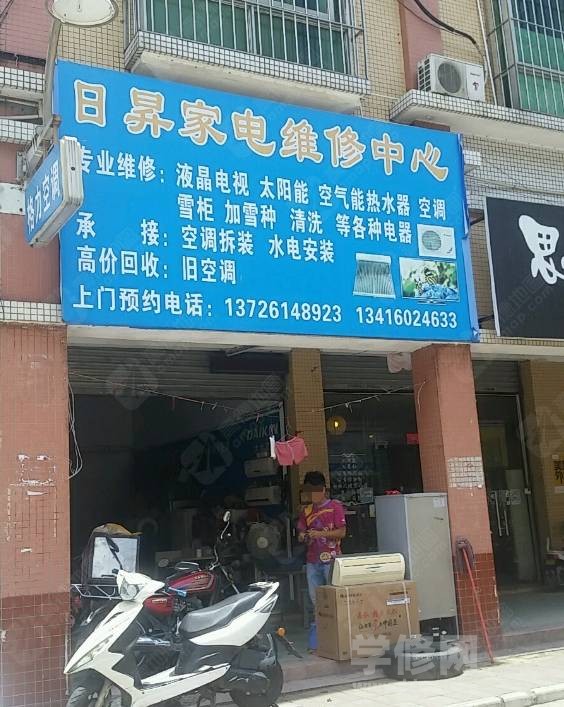 日昇家电维修中心
专业维修：液晶电视 太阳能 空气能热水器 空调
雪柜 加雪种 清洗 等各种电器
承 接：空调拆装 水电安装
高价回收：旧空调
上门预约电话：13726148923 13416024633
格力空调
思
DAIKIN
学修网